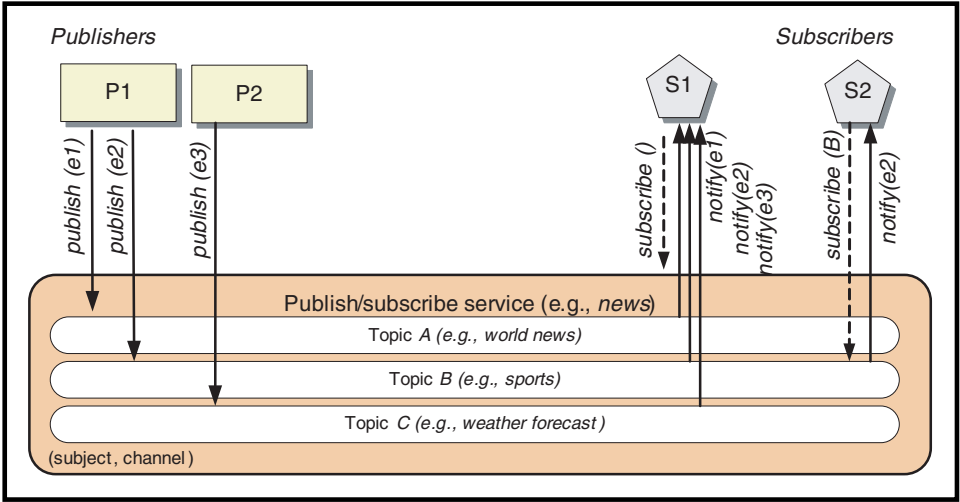 Publishers
Subscribers
P1
P2
S1
S2
publish (e1)
publish (e2)
publish (e3)
subscribe ()
notify(e1)
notify(e2)
notify(e3)
subscribe (B)
notify(e2)
Publish/subscribe service (e.g., news)
Topic A (e.g., world news)
Topic B (e.g., sports)
Topic C (e.g., weather forecast)
(subject, channel)